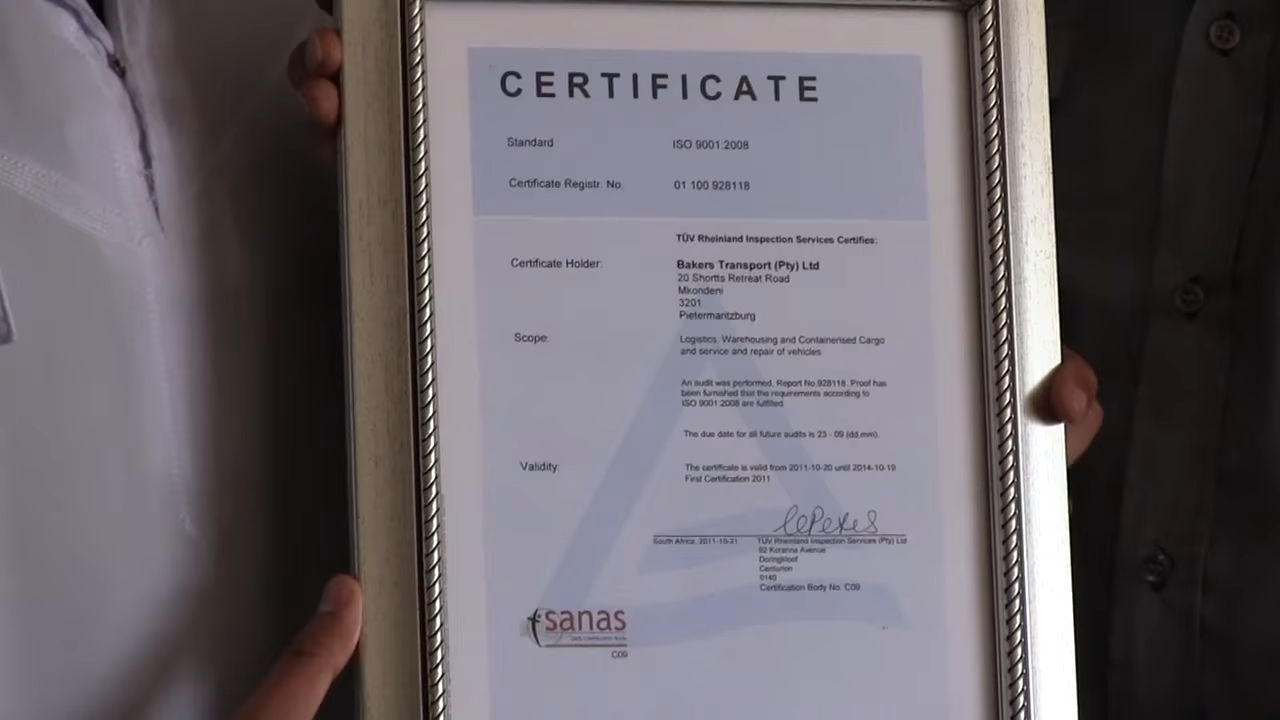 CERTIFICATE
Standard ISO 9001:2008
Certificate Registr. No. 01 100 928118
TÜV Rheinland Inspection Services Certifies:
Certificate Holder: Bakers Transport (Pty) Ltd
20 Shortts Retreat Road
Mkondeni
3201
Pietermaritzburg
Scope: Logistics, Warehousing and Containerised Cargo
and service and repair of vehicles
An audit was performed, Report No.928118. Proof has
been furnished that the requirements according to
ISO 9001:2008 are fulfilled.
The due date for all future audits is 23 - 09 (dd.mm).
Validity: The certificate is valid from 2011-10-20 until 2014-10-19
First Certification 2011
South Africa, 2011-10-21 TÜV Rheinland Inspection Services (Pty) Ltd
92 Koranna Avenue
Doringkloof
Centurion
0140
Certification Body No. C09
sanas
C09